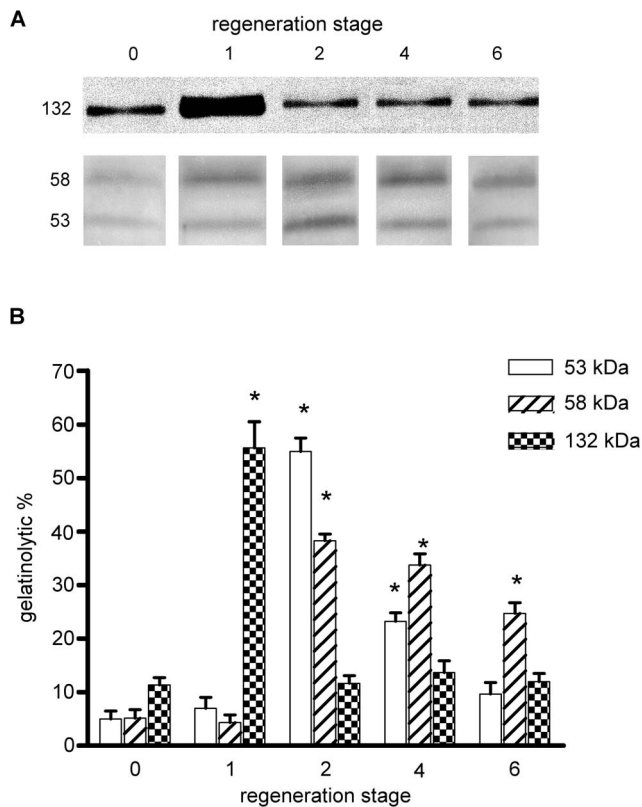 A
regeneration stage
0 1 2 4 6
132
58
53
B
70
60
50
40
30
20
10
0
gelatinolytic %
* * * * * *
53 kDa
58 kDa
132 kDa
0 1 2 4 6
regeneration stage